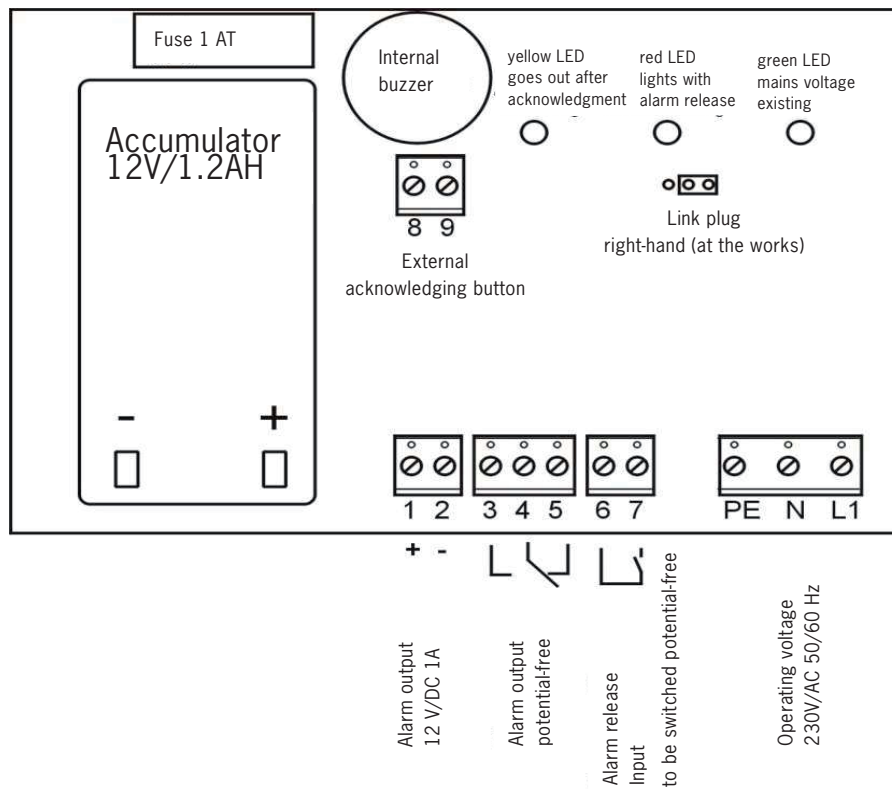 Fuse 1 AT
Internal
buzzer
yellow LED
goes out after
acknowledgment
red LED
lights with
alarm release
green LED
mains voltage
existing
Accumulator
12V/1.2AH
8 9
External
acknowledging button
Link plug
right-hand (at the works)
- +
1 2 3 4 5 6 7 PE N L1
+ -
Alarm output
12 V/DC 1A
Alarm output
potential-free
Alarm release
Input
to be switched potential-free
Operating voltage
230V/AC 50/60 Hz